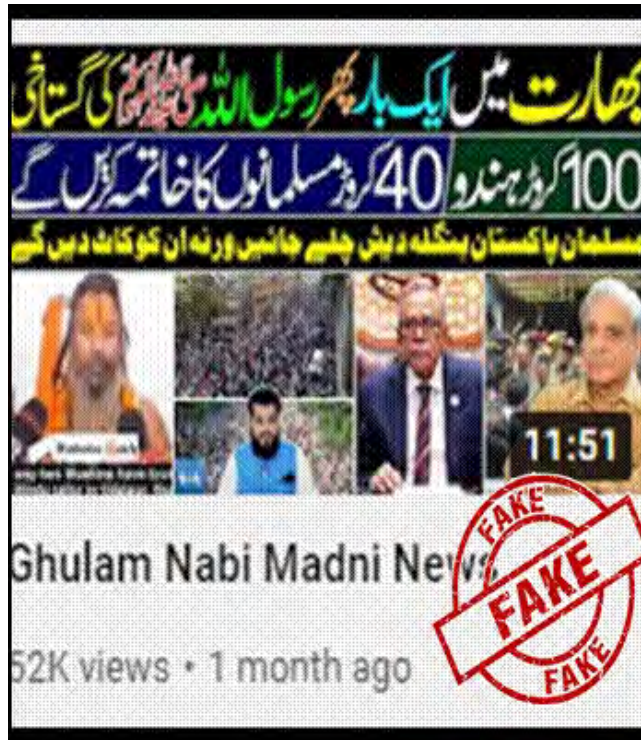 بھارت میں ایک بار پھر رسول اللہ ﷺ کی گستاخی
100 کروڑ ہندو / 40 کروڑ مسلمانوں کا خاتمہ کریں گے
مسلمان پاکستان بنگلہ دیش چلے جائیں ورنہ ان کو کاٹ دیں گے
11:51
Ghulam Nabi Madni News
52K views • 1 month ago
FAKE
FAKE
FAKE